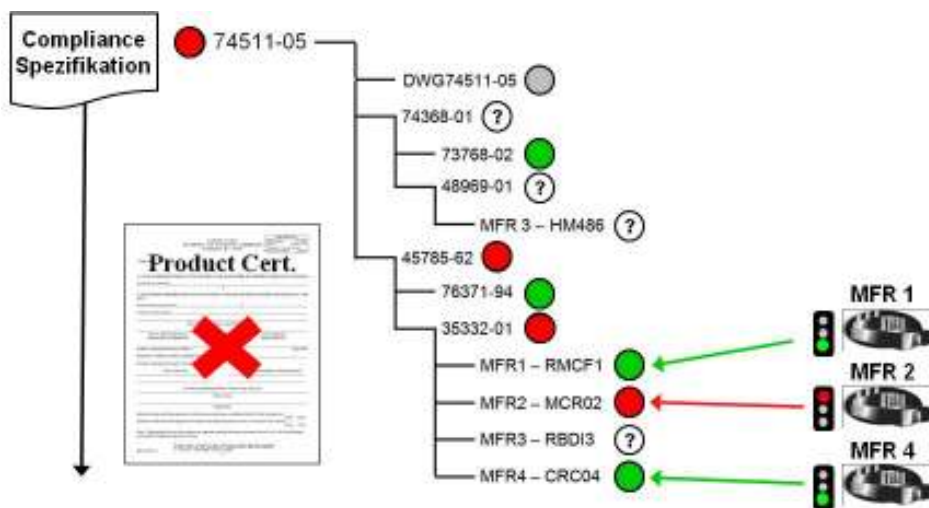 Compliance
Spezifikation
74511-05
DWG74511-05
74368-01 ?
73768-02
48969-01 ?
MFR 3 – HM486 ?
45785-62
76371-94
35332-01
MFR1 – RMCF1
MFR2 – MCR02
MFR3 – RBDI3 ?
MFR4 – CRC04
Product Cert.
MFR 1
MFR 2
MFR 4